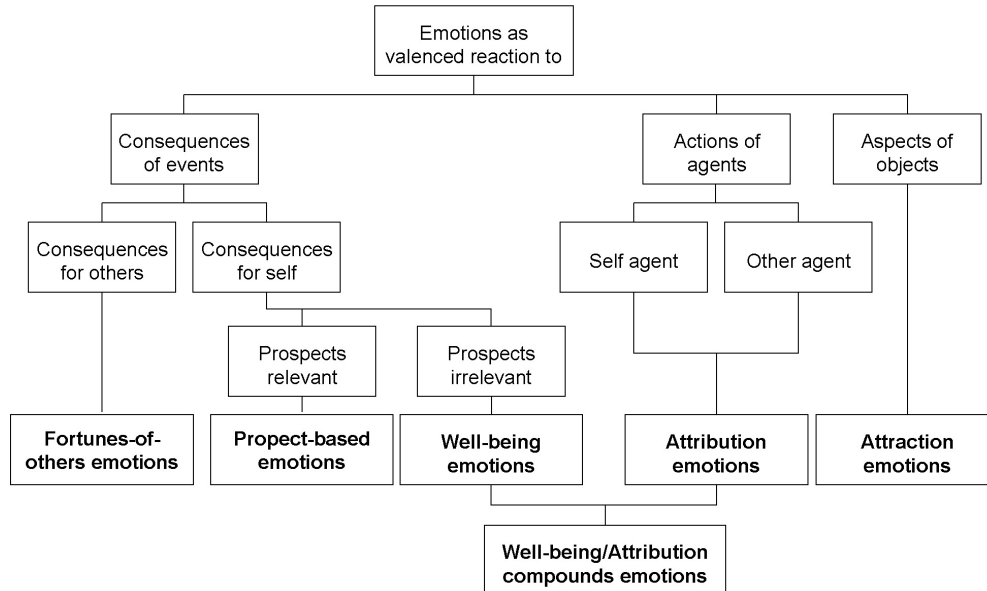 Emotions as
valenced reaction to
Consequences
of events
Actions of
agents
Aspects of
objects
Consequences
for others
Consequences
for self
Self agent
Other agent
Prospects
relevant
Prospects
irrelevant
Fortunes-of-
others emotions
Propect-based
emotions
Well-being
emotions
Attribution
emotions
Attraction
emotions
Well-being/Attribution
compounds emotions